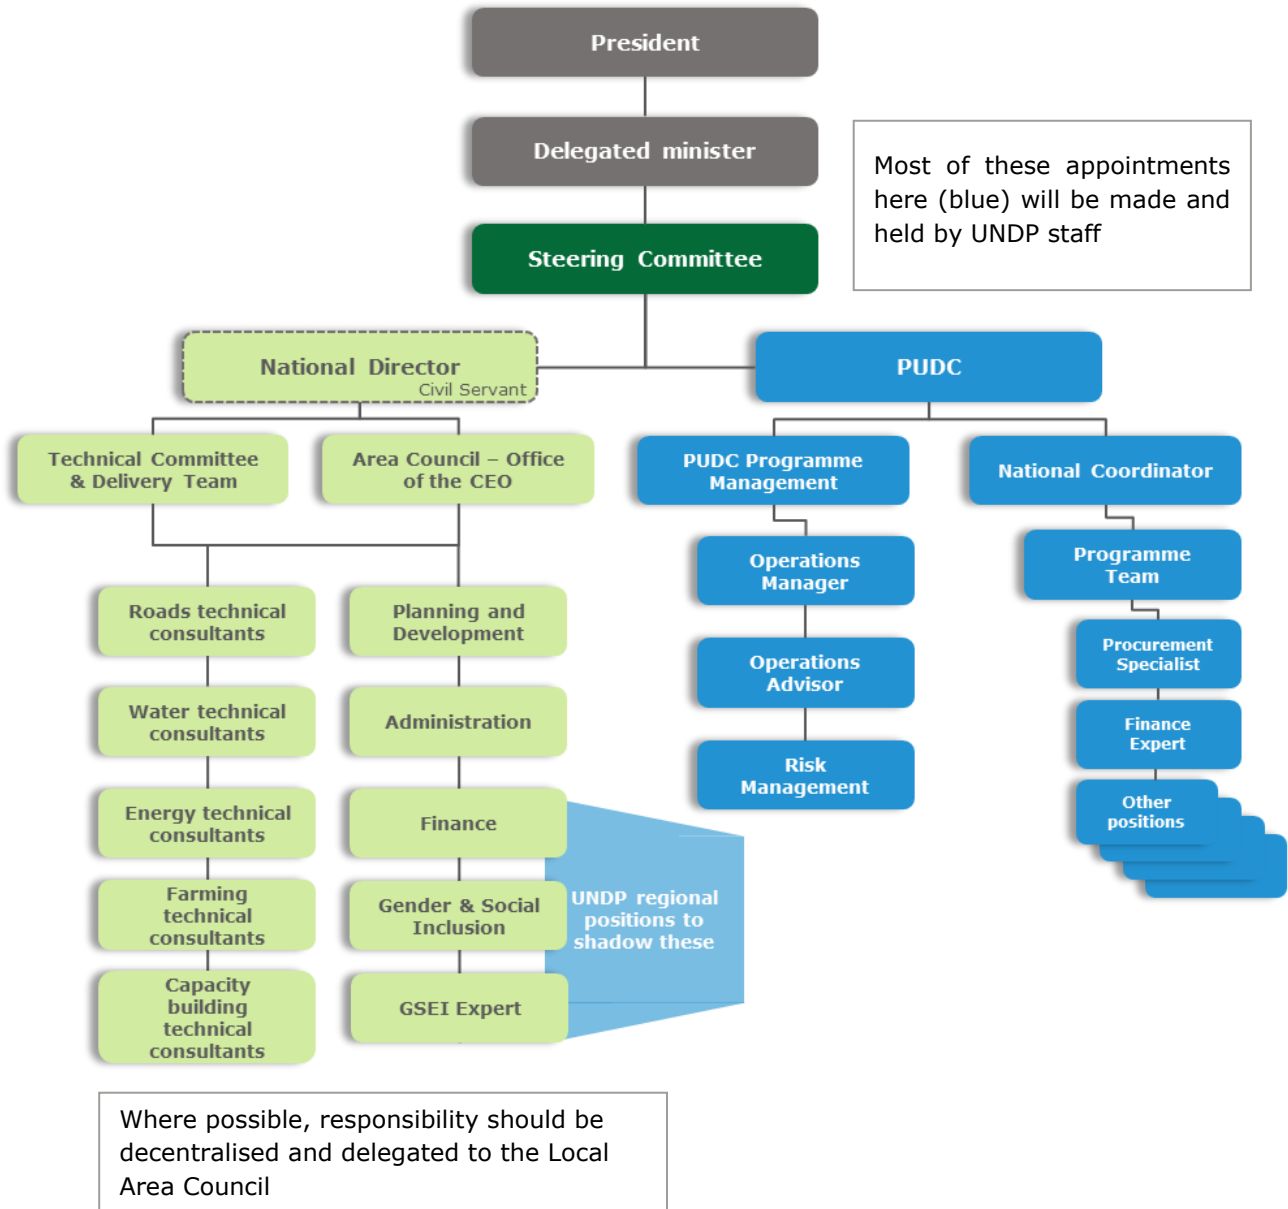 President
Delegated minister
Most of these appointments
here (blue) will be made and
held by UNDP staff
Steering Committee
National Director
Civil Servant
PUDC
Technical Committee
& Delivery Team
Area Council – Office
of the CEO
PUDC Programme
Management
National Coordinator
Operations
Manager
Programme
Team
Roads technical
consultants
Planning and
Development
Operations
Advisor
Procurement
Specialist
Water technical
consultants
Administration
Risk
Management
Finance
Expert
Energy technical
consultants
Finance
Other
positions
Farming
technical
consultants
Gender & Social
Inclusion
UNDP regional
positions to
shadow these
Capacity
building
technical
consultants
GSEI Expert
Where possible, responsibility should be
decentralised and delegated to the Local
Area Council